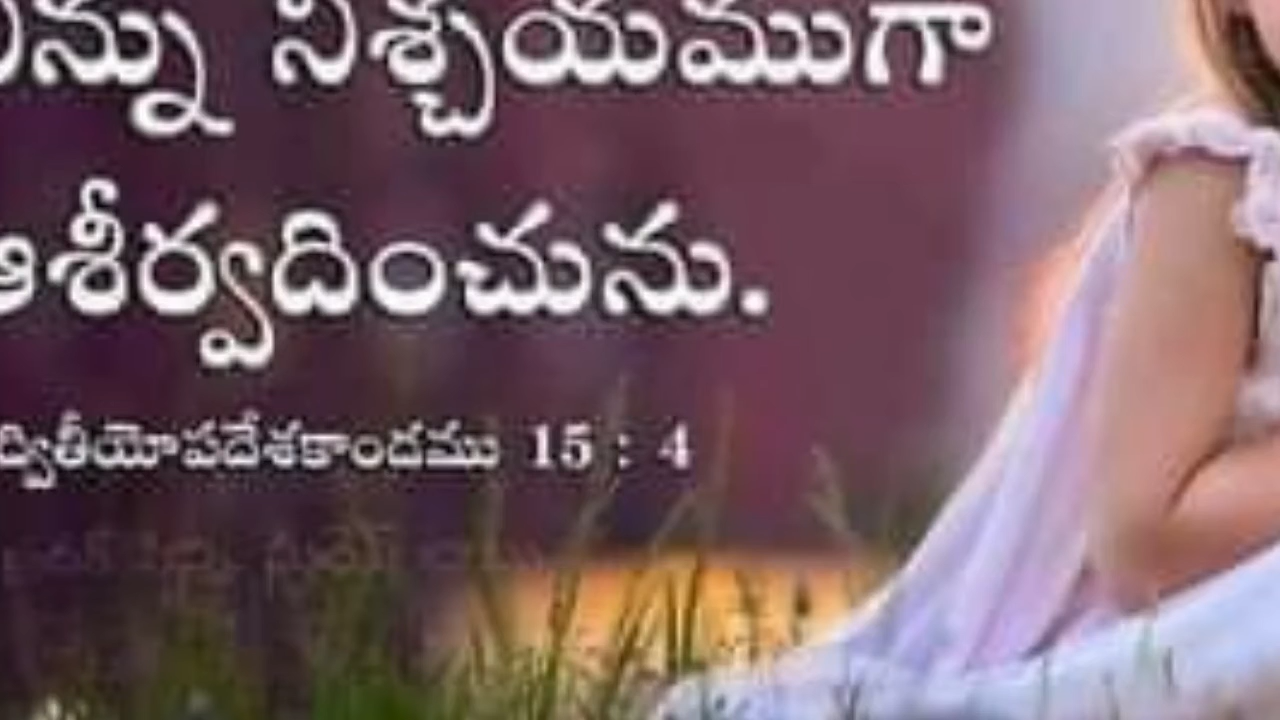 నిన్ను నిశ్చయముగా
ఆశీర్వదించును.
ద్వితీయోపదేశకాండము 15 : 4